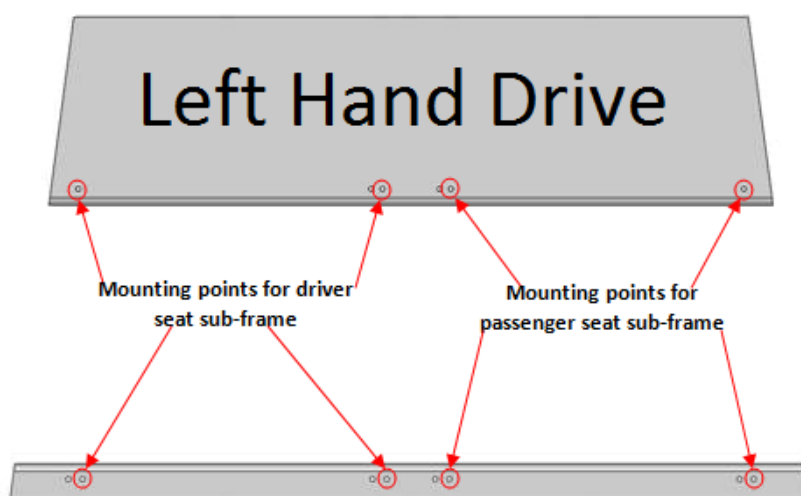 Left Hand Drive
Mounting points for driver
seat sub-frame
Mounting points for
passenger seat sub-frame